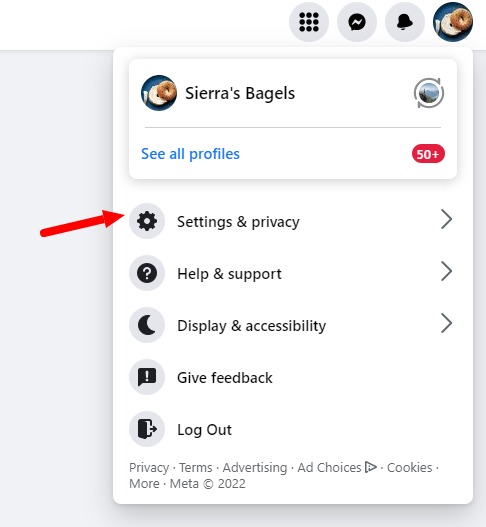 Sierra's Bagels
See all profiles
50+
Settings & privacy
Help & support
Display & accessibility
Give feedback
Log Out
Privacy · Terms · Advertising · Ad Choices · Cookies ·
More · Meta © 2022